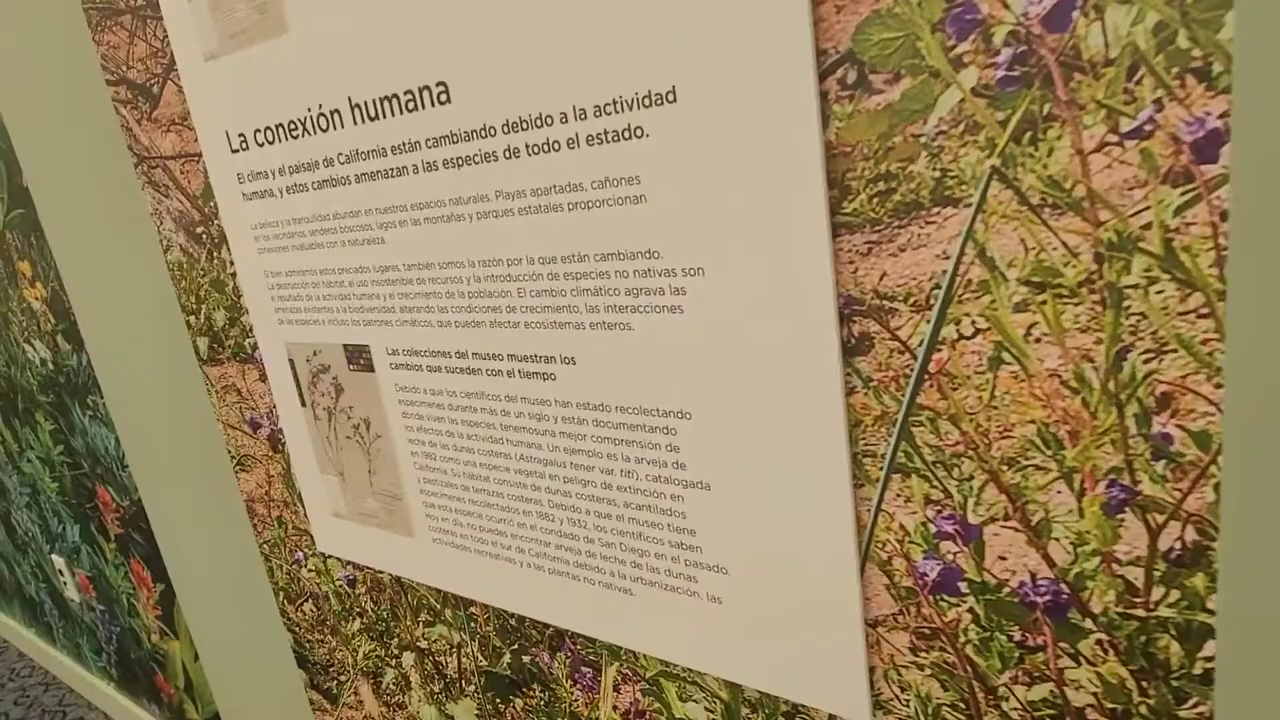 La conexión humana
El clima y el paisaje de California están cambiando debido a la actividad
humana, y estos cambios amenazan a las especies de todo el estado.
La belleza y la tranquilidad abundan en nuestros espacios naturales. Playas apartadas, cañones
en los vecindarios, senderos boscosos, lagos en las montañas y parques estatales proporcionan
conexiones invaluables con la naturaleza.
Si bien admiramos estos preciados lugares, también somos la razón por la que están cambiando.
La destrucción del hábitat, el uso insostenible de recursos y la introducción de especies no nativas son
el resultado de la actividad humana y el crecimiento de la población. El cambio climático agrava las
amenazas existentes a la biodiversidad, alterando las condiciones de crecimiento, las interacciones
de las especies e incluso los patrones climáticos, que pueden afectar ecosistemas enteros.
Las colecciones del museo muestran los
cambios que suceden con el tiempo
Debido a que los científicos del museo han estado recolectando
especímenes durante más de un siglo y están documentando
dónde viven las especies, tenemosuna mejor comprensión de
los efectos de la actividad humana. Un ejemplo es la arveja de
leche de las dunas costeras (Astragalus tener var. titi), catalogada
en 1982 como una especie vegetal en peligro de extinción en
California. Su hábitat consiste de dunas costeras, acantilados
y pastizales de terrazas costeras. Debido a que el museo tiene
especímenes recolectados en 1882 y 1932, los científicos saben
que esta especie ocurrió en el condado de San Diego en el pasado.
Hoy en día, no puedes encontrar arveja de leche de las dunas
costeras en todo el sur de California debido a la urbanización, las
actividades recreativas y a las plantas no nativas.